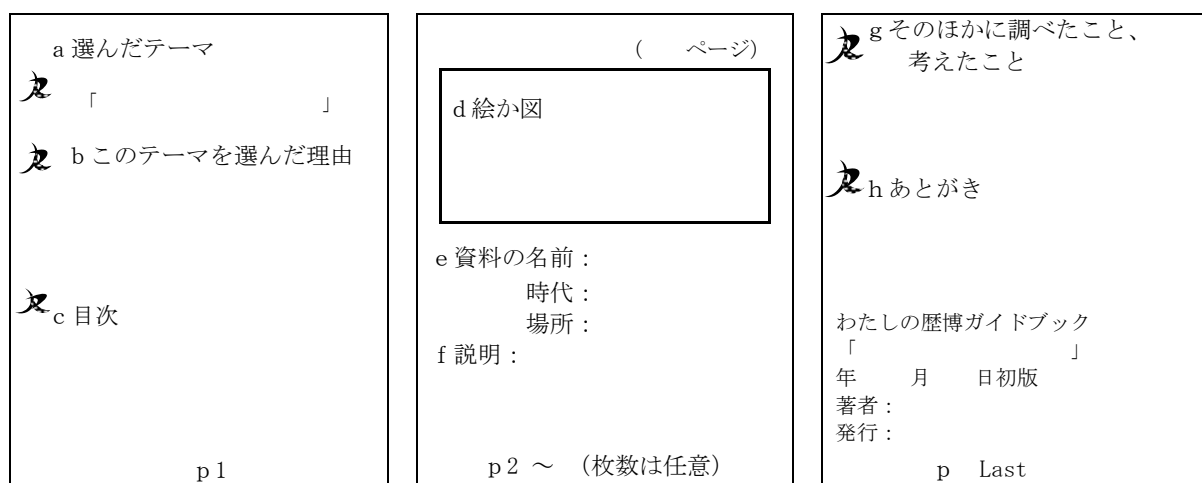 a 選んだテーマ
「 」
b このテーマを選んだ理由
c 目次
p 1
( ページ)
d 絵か図
e 資料の名前：
時代：
場所：
f 説明：
p 2 ～ (枚数は任意)
g そのほかに調べたこと、
考えたこと
h あとがき
わたしの歴博ガイドブック
「 」
年 月 日初版
著者：
発行：
p Last